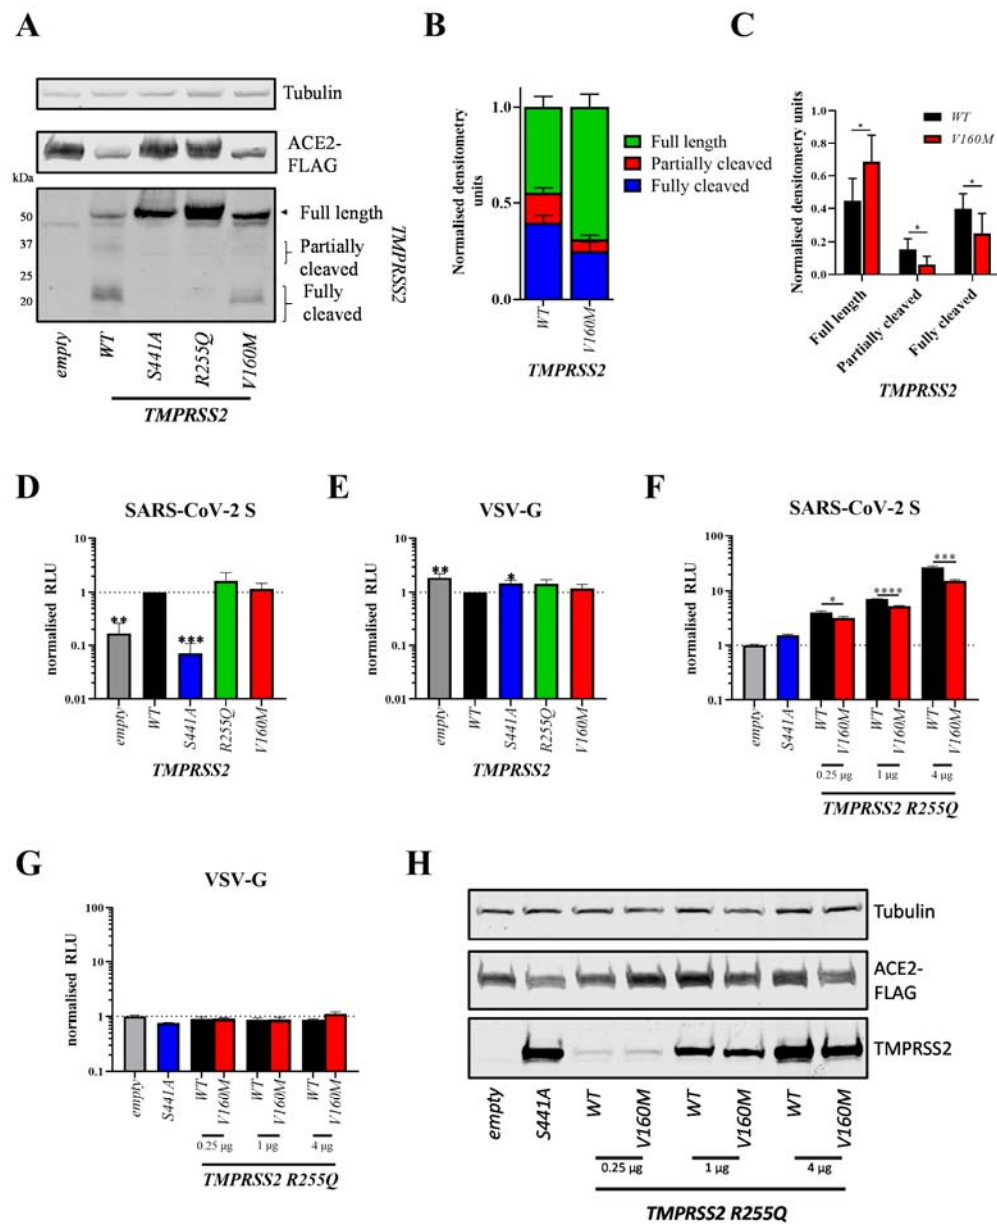 A
Tubulin
ACE2-
FLAG
kDa
50
37
25
20
Full length
Partially
cleaved
Fully
cleaved
TMPRSS2
empty
WT
S441A
R255Q
V160M
TMPRSS2
B
Normalised densitometry
units
1.0
0.5
0.0
WT
V160M
TMPRSS2
Full length
Partially cleaved
Fully cleaved
C
Normalised densitometry units
1.0
0.8
0.6
0.4
0.2
0.0
*
*
*
WT
V160M
Full length
Partially cleaved
Fully cleaved
TMPRSS2
D
SARS-CoV-2 S
normalised RLU
10
1
0.1
0.01
**
***
empty
WT
S441A
R255Q
V160M
TMPRSS2
E
VSV-G
normalised RLU
10
1
0.1
0.01
**
*
empty
WT
S441A
R255Q
V160M
TMPRSS2
F
SARS-CoV-2 S
normalised RLU
100
10
1
0.1
*
****
***
empty
S441A
WT
V160M
WT
V160M
WT
V160M
0.25 µg
1 µg
4 µg
TMPRSS2 R255Q
G
VSV-G
normalised RLU
100
10
1
0.1
empty
S441A
WT
V160M
WT
V160M
WT
V160M
0.25 µg
1 µg
4 µg
TMPRSS2 R255Q
H
Tubulin
ACE2-
FLAG
TMPRSS2
empty
S441A
WT
V160M
WT
V160M
WT
V160M
0.25 µg
1 µg
4 µg
TMPRSS2 R255Q